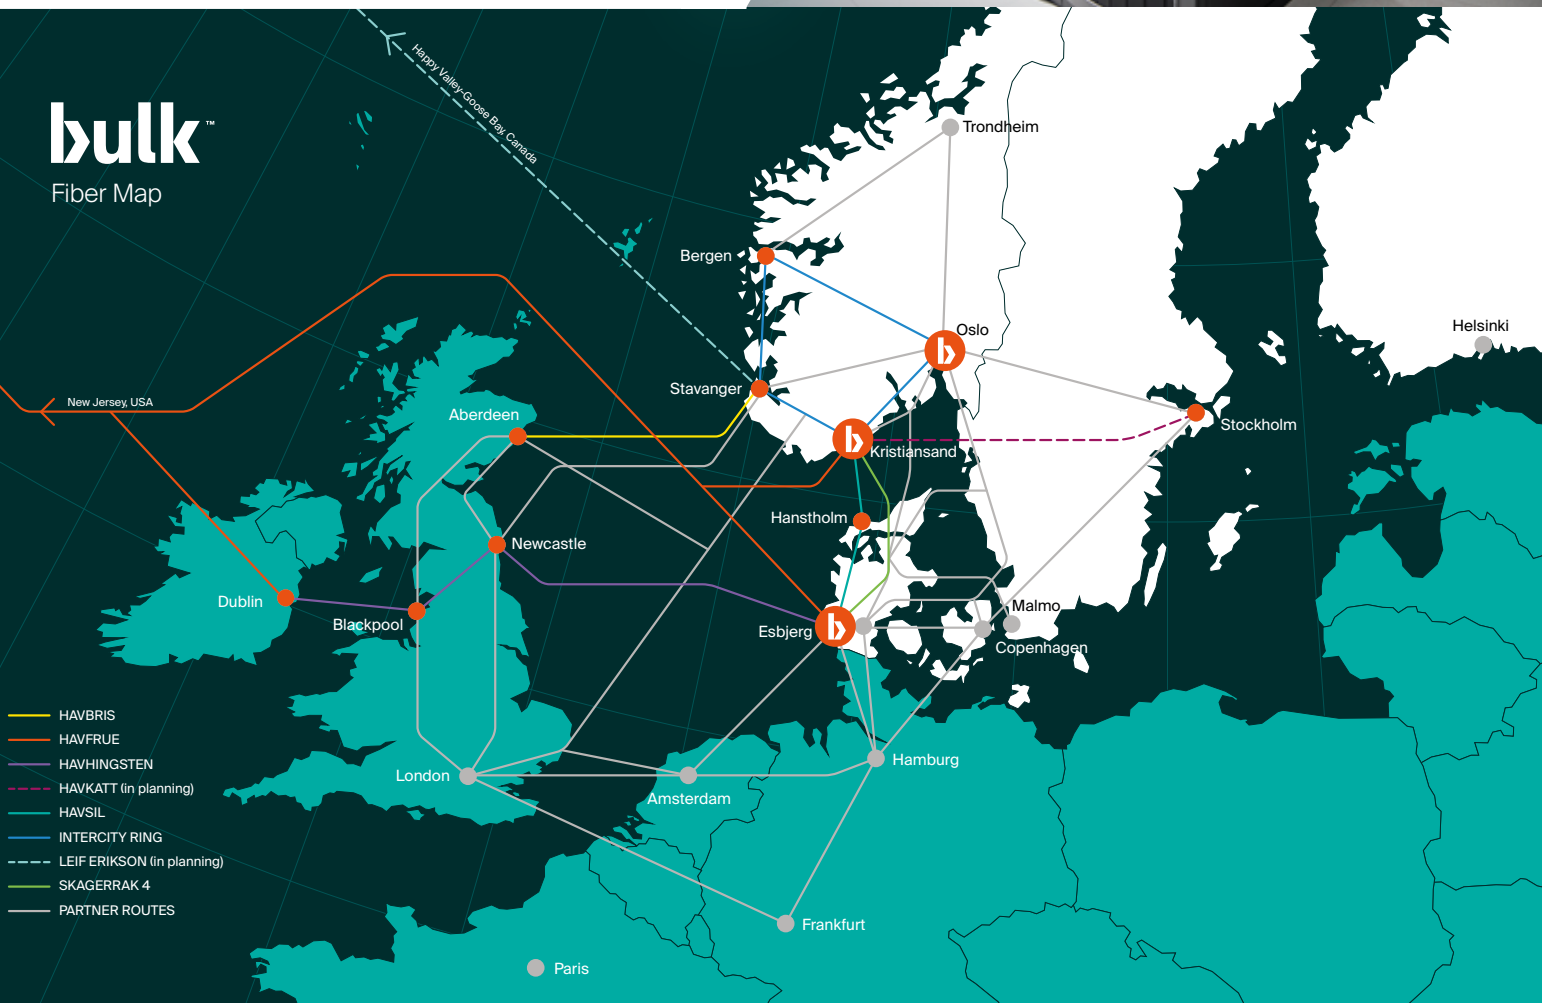 bulk™
Fiber Map
Happy Valley-Goose Bay, Canada
Trondheim
Bergen
Oslo
Helsinki
New Jersey, USA
Stavanger
Aberdeen
Stockholm
Kristiansand
Hanstholm
Newcastle
Dublin
Blackpool
Esbjerg
Malmo
Copenhagen
HAVBRIS
HAVFRUE
HAVHINGSTEN
HAVKATT (in planning)
HAVSIL
INTERCITY RING
LEIF ERIKSON (in planning)
SKAGERRAK 4
PARTNER ROUTES
London
Amsterdam
Hamburg
Frankfurt
Paris